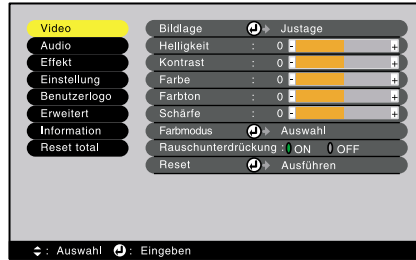 Video
Audio
Effekt
Einstellung
Benutzerlogo
Erweitert
Information
Reset total
Bildlage Justage
Helligkeit : 0 - +
Kontrast : 0 - +
Farbe : 0 - +
Farbton : 0 - +
Schärfe : 0 - +
Farbmodus Auswahl
Rauschunterdrückung : ON OFF
Reset Ausführen
: Auswahl : Eingeben